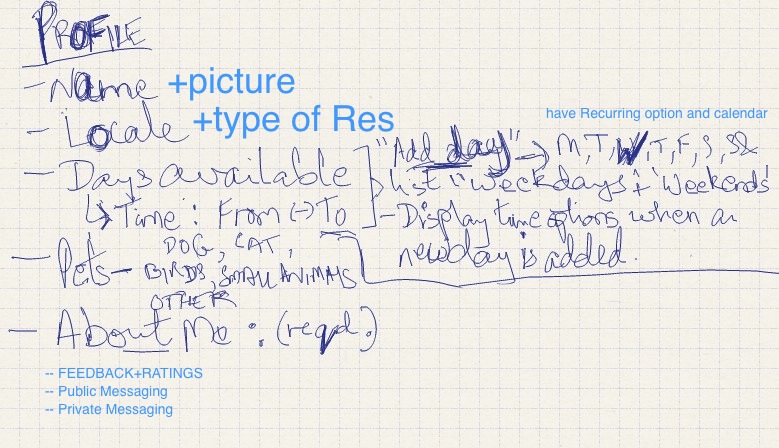 PROFILE
- Name +picture
- Locale +type of Res
have Recurring option and calendar
- Days available
↳ Time: From (-) To
"Add day" → M, T, W, T, F, S, S
List "Weekdays" + "Weekends"
- Display time options when a
new day is added.
- Pets - DOG, CAT,
BIRDS, SMALL ANIMALS
OTHER
- About Me : (reqd.)
-- FEEDBACK+RATINGS
-- Public Messaging
-- Private Messaging